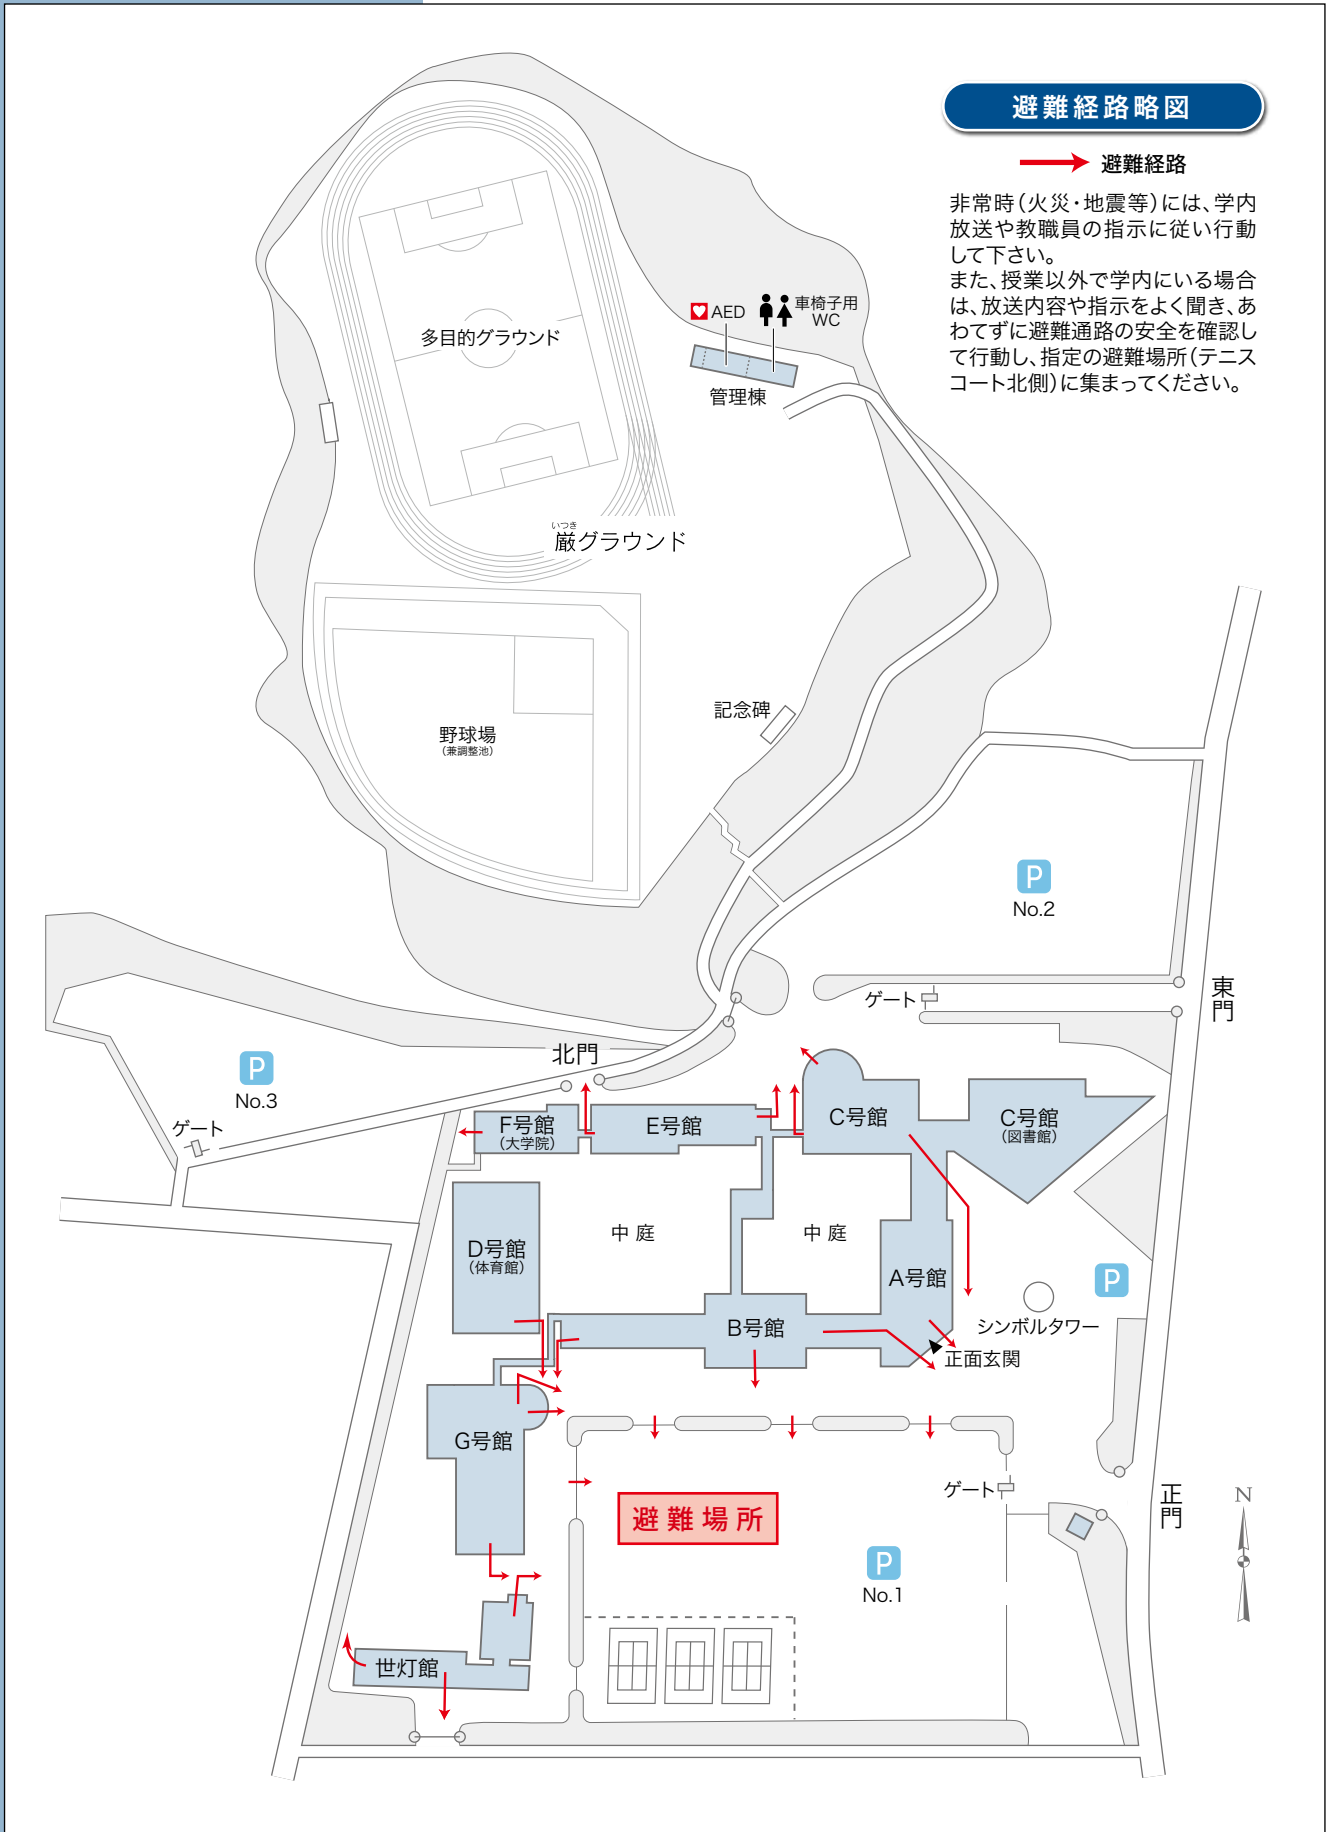 避難経路略図
避難経路
非常時（火災・地震等）には、学内
放送や教職員の指示に従い行動
して下さい。
また、授業以外で学内にいる場合
は、放送内容や指示をよく聞き、あ
わてずに避難通路の安全を確認し
て行動し、指定の避難場所（テニス
コート北側）に集まってください。
AED
車椅子用
WC
管理棟
多目的グラウンド
いつき
厳グラウンド
記念碑
野球場
（兼調整池）
P
No.2
ゲート
東門
北門
P
No.3
ゲート
F号館
（大学院）
E号館
C号館
C号館
（図書館）
D号館
（体育館）
中庭
中庭
A号館
P
シンボルタワー
B号館
正面玄関
G号館
ゲート
正門
N
避難場所
P
No.1
世灯館